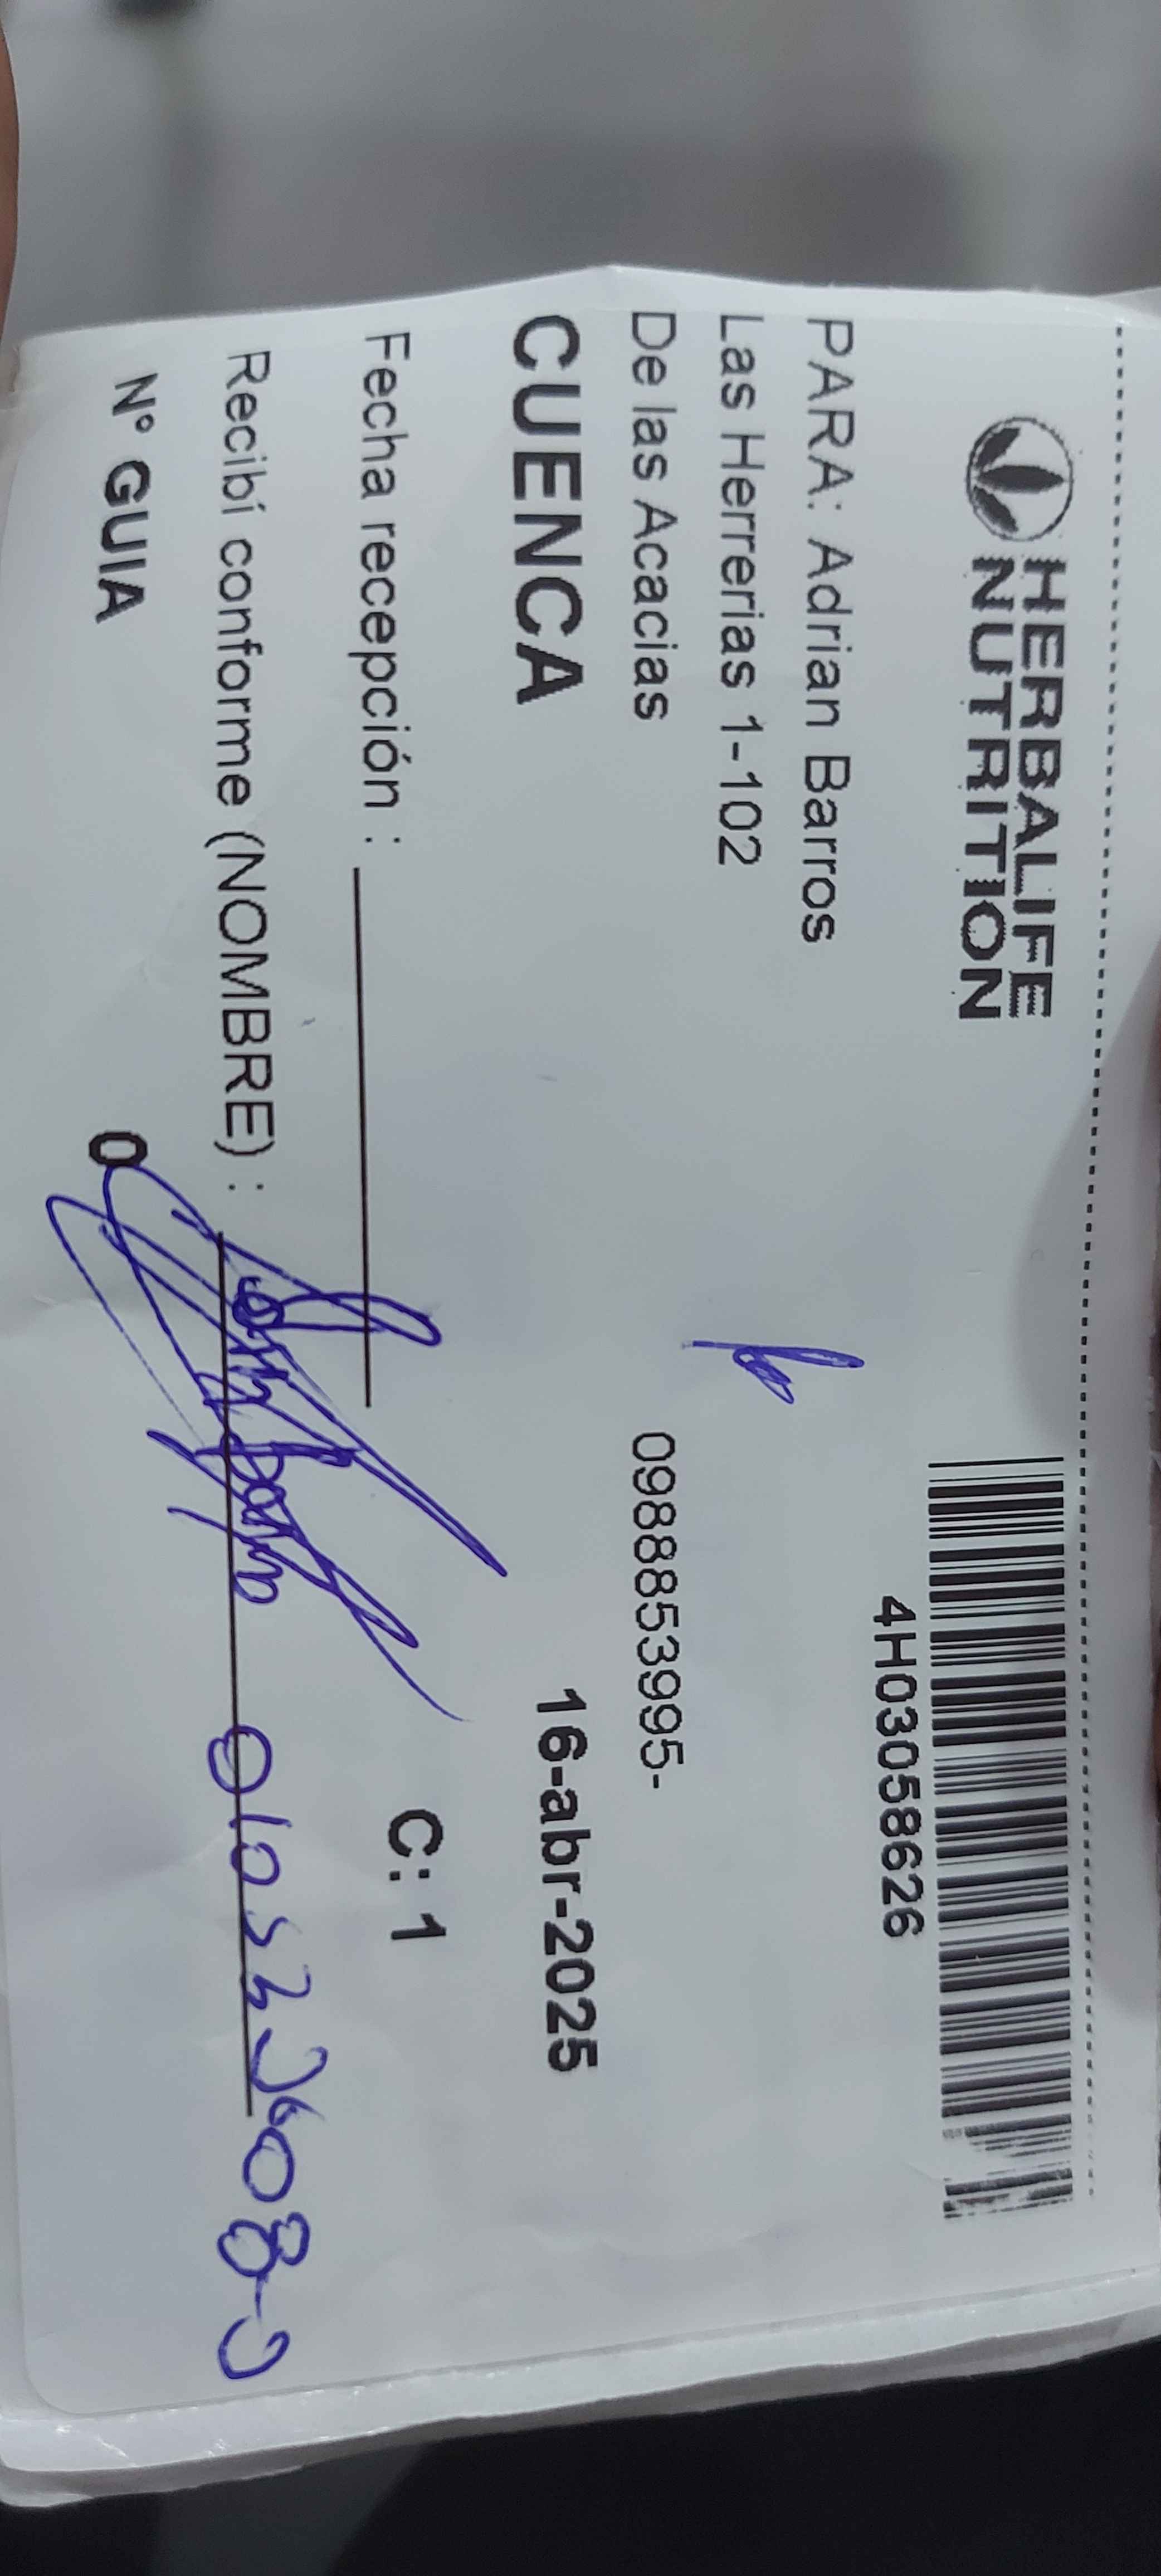 HERBALIFE
NUTRITION
4H03058626
PARA: Adrian Barros
Las Herrerias 1-102
De las Acacias
0988853995-
CUENCA
16-abr-2025
Fecha recepción :
C: 1
Recibí conforme (NOMBRE) :
N° GUIA
0